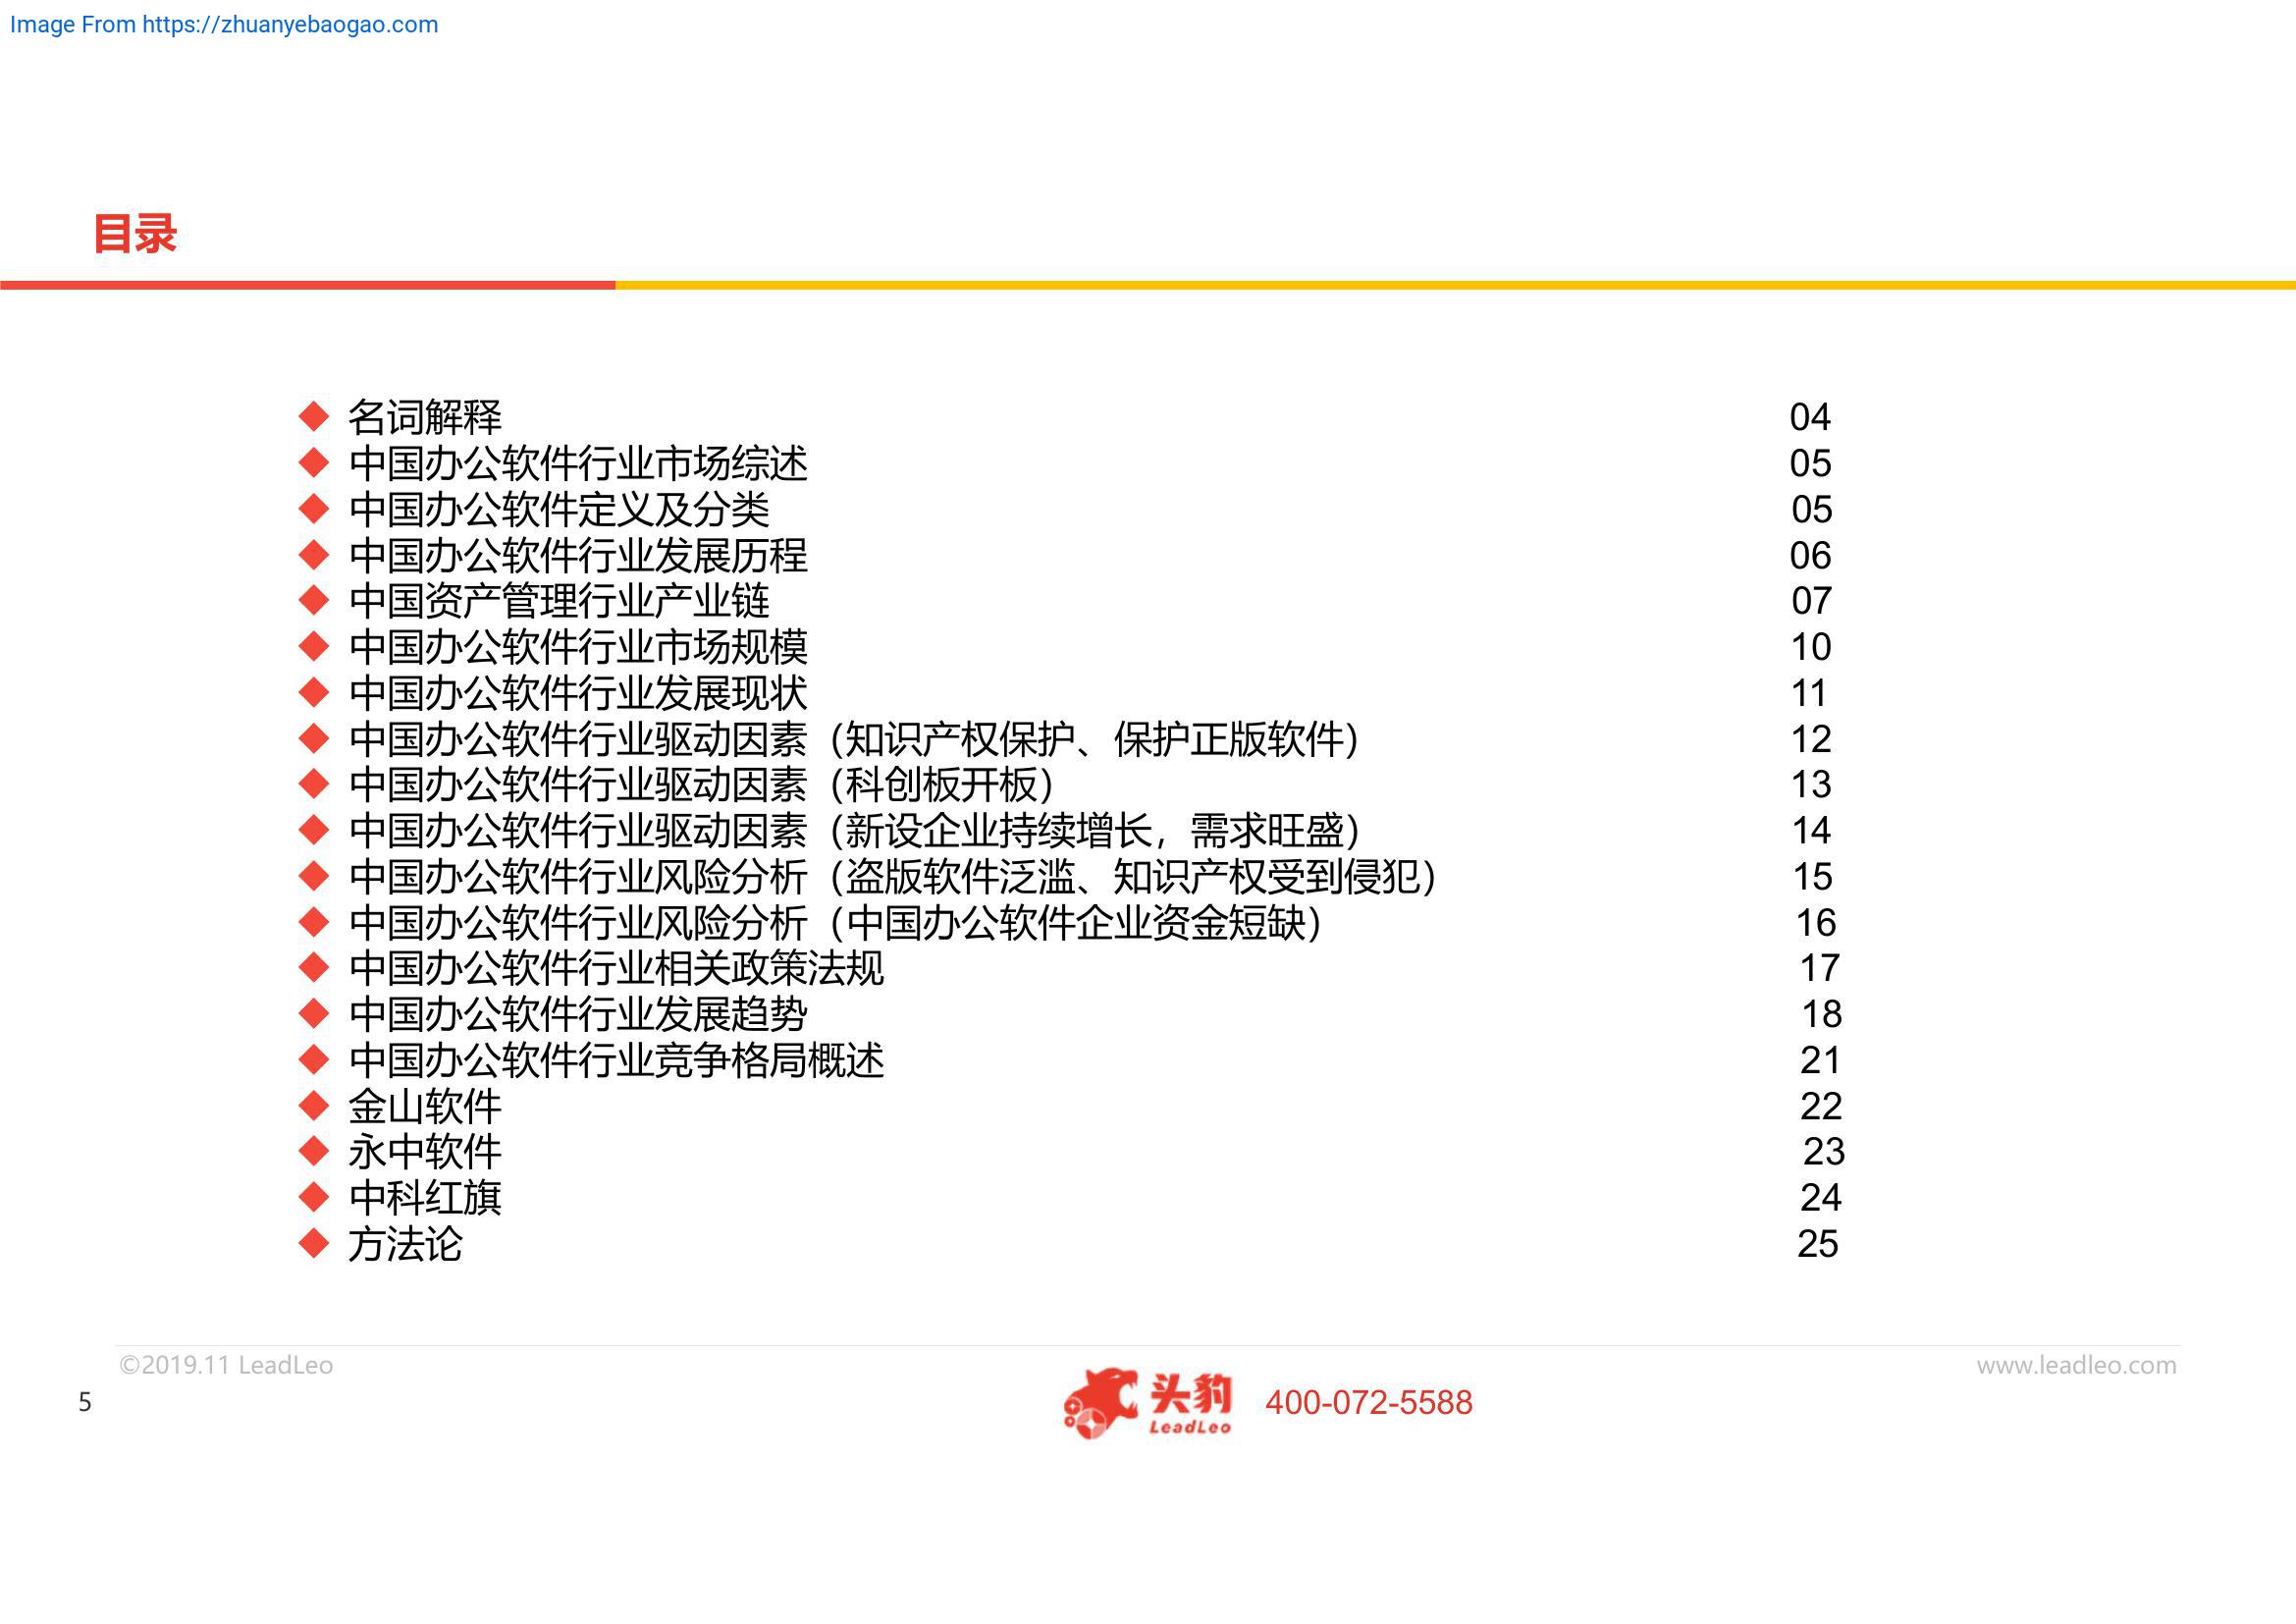 Image From https://zhuanyebaogao.com
目录
◆ 名词解释 04
◆ 中国办公软件行业市场综述 05
◆ 中国办公软件定义及分类 05
◆ 中国办公软件行业发展历程 06
◆ 中国资产管理行业产业链 07
◆ 中国办公软件行业市场规模 10
◆ 中国办公软件行业发展现状 11
◆ 中国办公软件行业驱动因素（知识产权保护、保护正版软件） 12
◆ 中国办公软件行业驱动因素（科创板开板） 13
◆ 中国办公软件行业驱动因素（新设企业持续增长，需求旺盛） 14
◆ 中国办公软件行业风险分析（盗版软件泛滥、知识产权受到侵犯） 15
◆ 中国办公软件行业风险分析（中国办公软件企业资金短缺） 16
◆ 中国办公软件行业相关政策法规 17
◆ 中国办公软件行业发展趋势 18
◆ 中国办公软件行业竞争格局概述 21
◆ 金山软件 22
◆ 永中软件 23
◆ 中科红旗 24
◆ 方法论 25
©2019.11 LeadLeo
www.leadleo.com
5
头豹
LeadLeo
400-072-5588